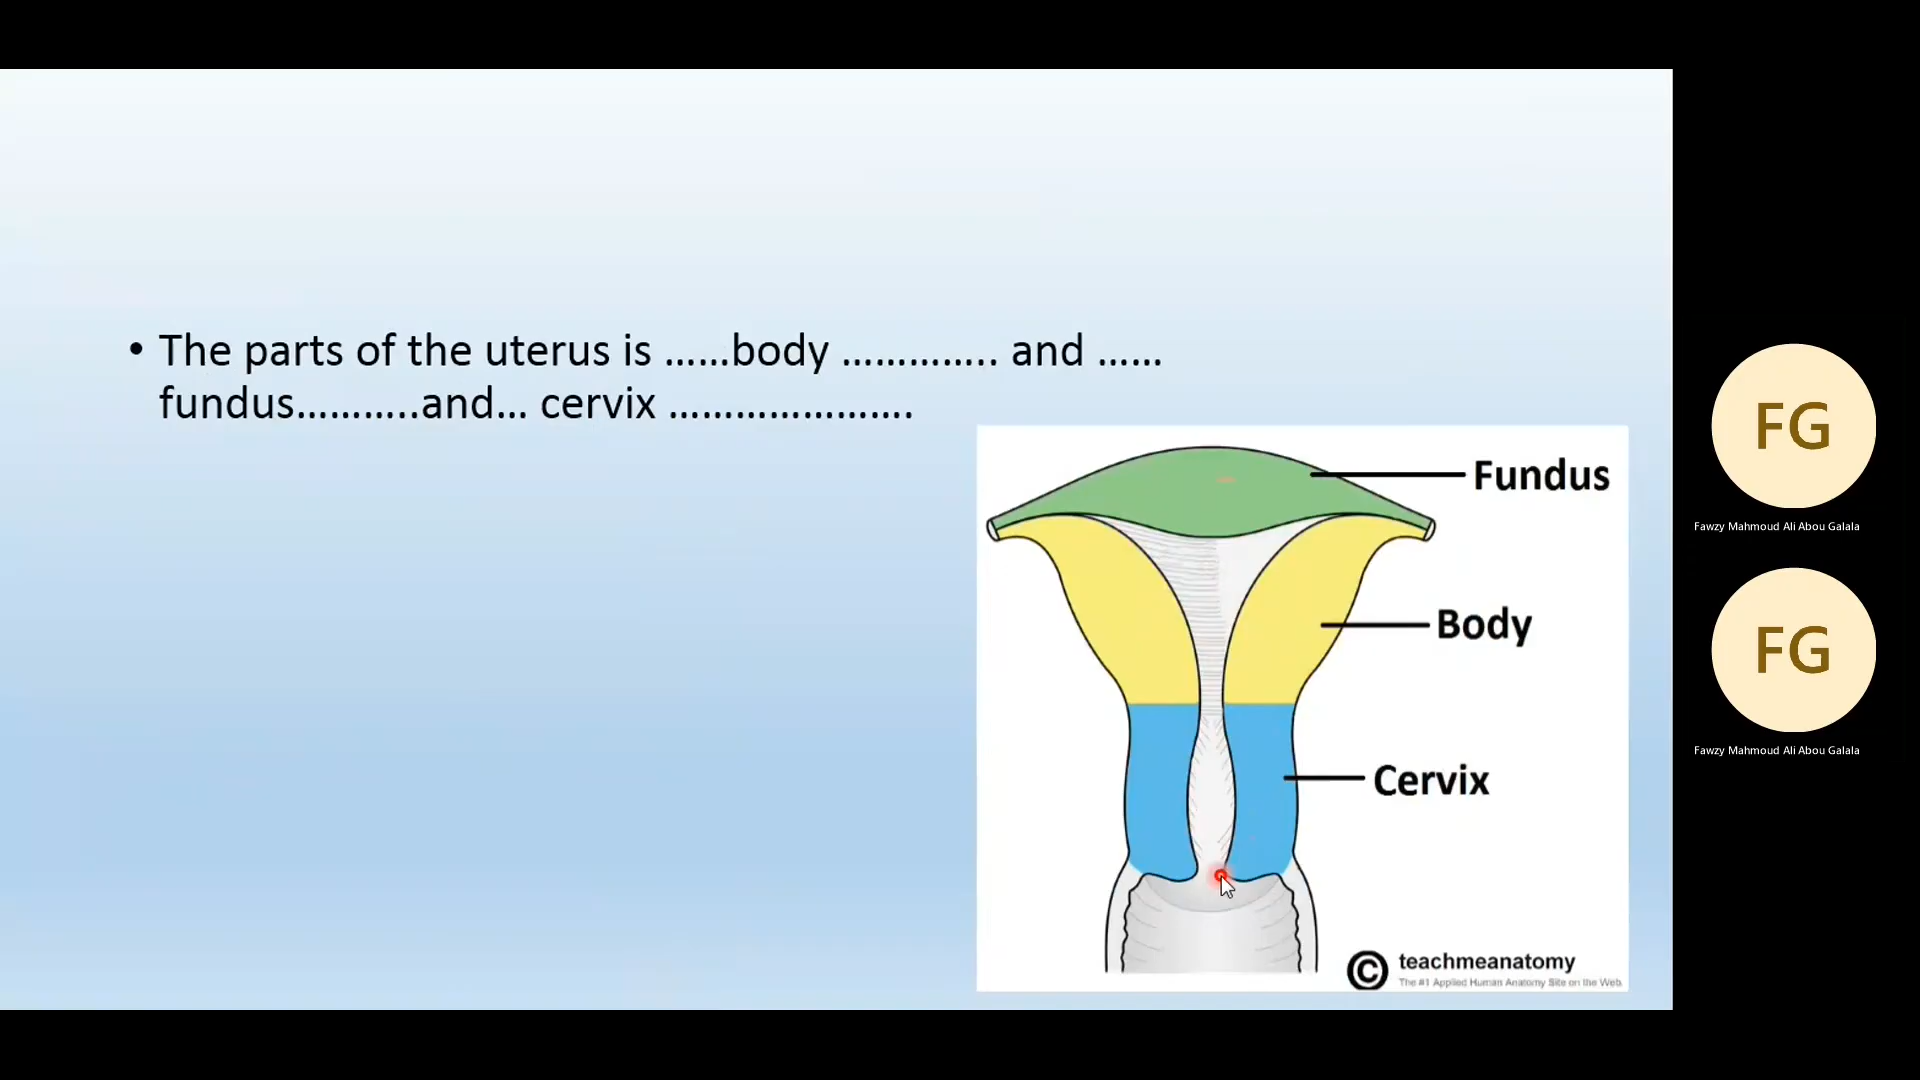 • The parts of the uterus is ……body ………….. and ……
fundus………..and… cervix ………………….
Fundus
Body
Cervix
© teachmeanatomy
The #1 Applied Human Anatomy Site on the Web.
FG
Fawzy Mahmoud Ali Abou Galala
FG
Fawzy Mahmoud Ali Abou Galala